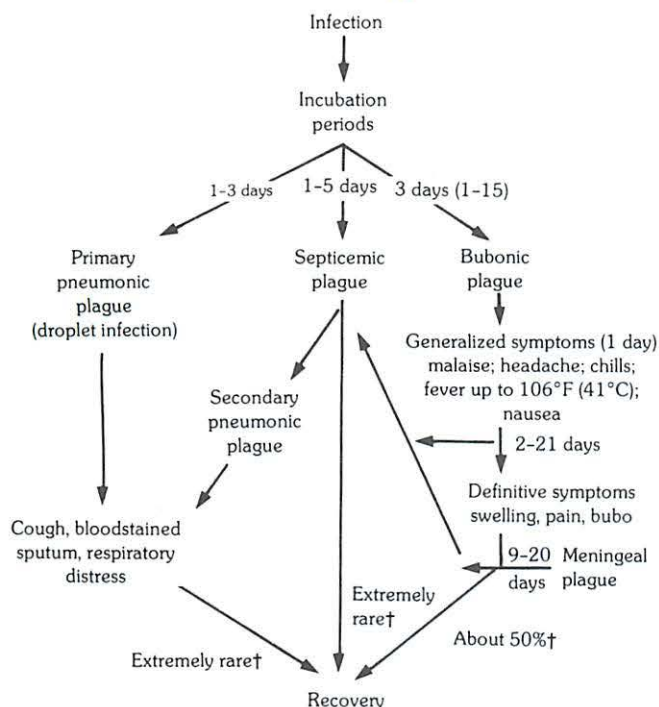 Infection
Incubation
periods
1–3 days
1–5 days
3 days (1–15)
Primary
pneumonic
plague
(droplet infection)
Septicemic
plague
Bubonic
plague
Generalized symptoms (1 day)
malaise; headache; chills;
fever up to 106°F (41°C);
nausea
Secondary
pneumonic
plague
2–21 days
Definitive symptoms
swelling, pain, bubo
Cough, bloodstained
sputum, respiratory
distress
9–20
days
Meningeal
plague
Extremely
rare†
About 50%†
Extremely rare†
Recovery